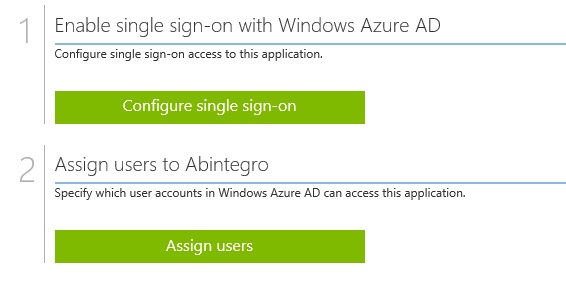 1
Enable single sign-on with Windows Azure AD
Configure single sign-on access to this application.
Configure single sign-on
2
Assign users to Abintegro
Specify which user accounts in Windows Azure AD can access this application.
Assign users